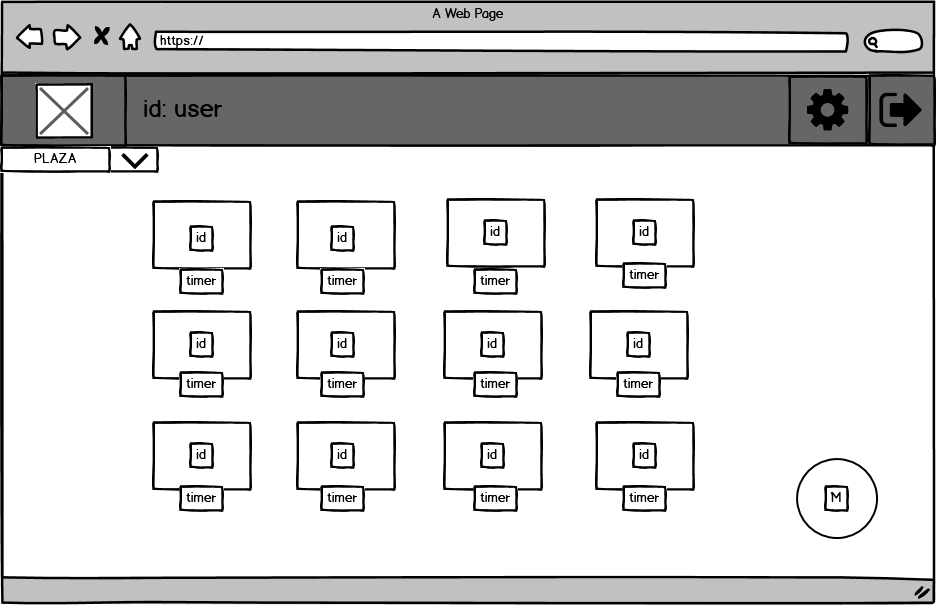 A Web Page
https://
id: user
PLAZA
id id id id
timer timer timer timer
id id id id
timer timer timer timer
id id id id
timer timer timer timer
M